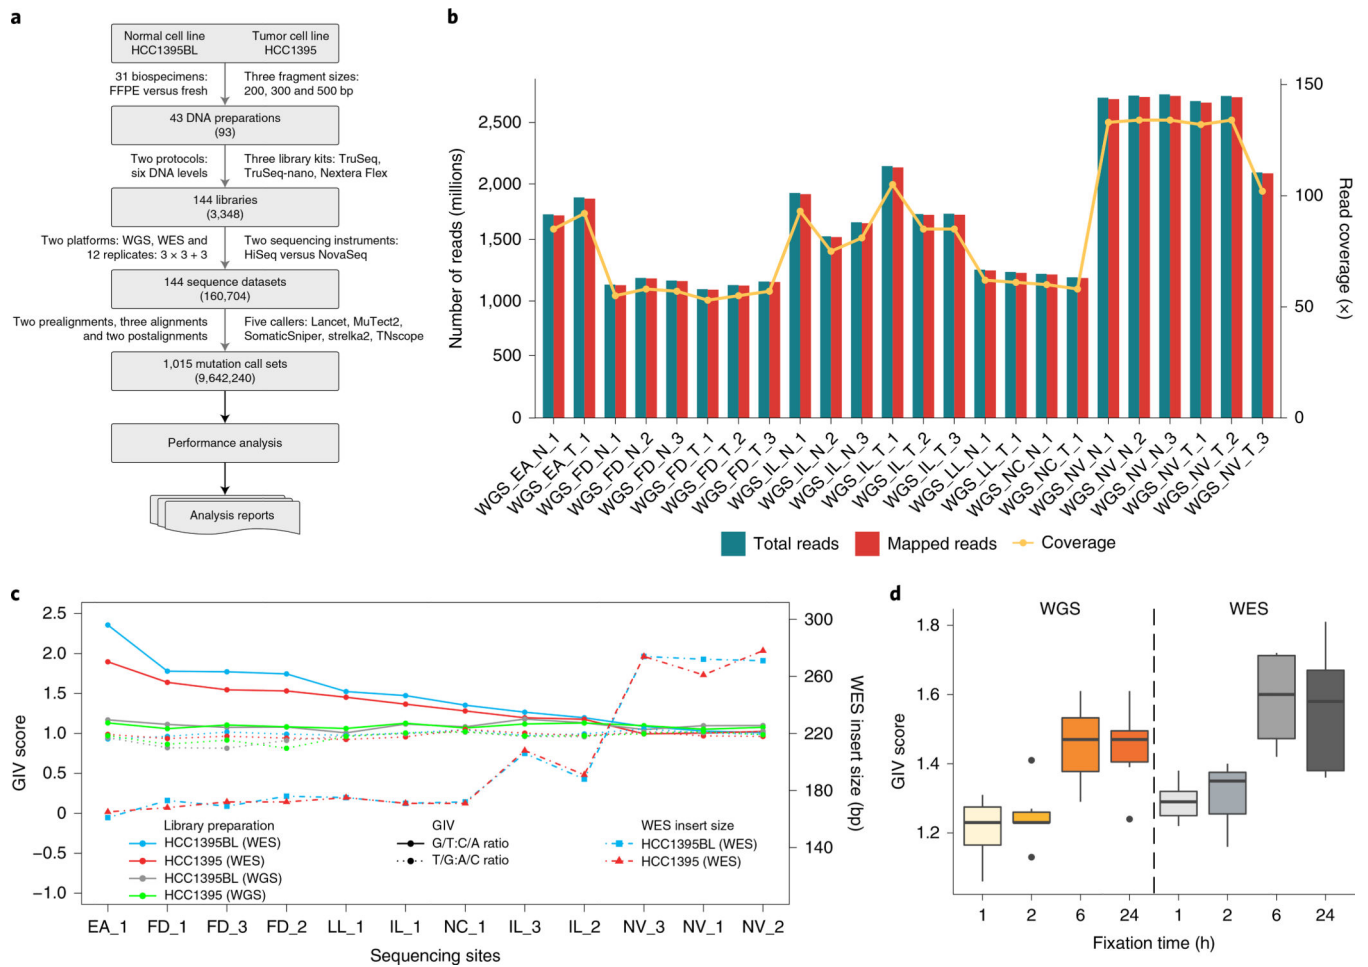 a
Normal cell line
HCC1395BL
Tumor cell line
HCC1395
31 biospecimens:
FFPE versus fresh
Three fragment sizes:
200, 300 and 500 bp
43 DNA preparations
(93)
Two protocols:
six DNA levels
Three library kits: TruSeq,
TruSeq-nano, Nextera Flex
144 libraries
(3,348)
Two platforms: WGS, WES and
12 replicates: 3 × 3 + 3
Two sequencing instruments:
HiSeq versus NovaSeq
144 sequence datasets
(160,704)
Two prealignments, three alignments
and two postalignments
Five callers: Lancet, MuTect2,
SomaticSniper, strelka2, TNscope
1,015 mutation call sets
(9,642,240)
Performance analysis
Analysis reports
b
Number of reads (millions)
2,500
2,000
1,500
1,000
500
0
150
100
50
0
Read coverage (×)
WGS_EA_N_1
WGS_EA_T_1
WGS_FD_N_1
WGS_FD_N_2
WGS_FD_N_3
WGS_FD_T_1
WGS_FD_T_2
WGS_FD_T_3
WGS_IL_N_1
WGS_IL_N_2
WGS_IL_N_3
WGS_IL_T_1
WGS_IL_T_2
WGS_IL_T_3
WGS_LL_N_1
WGS_LL_T_1
WGS_NC_N_1
WGS_NC_T_1
WGS_NV_N_1
WGS_NV_N_2
WGS_NV_N_3
WGS_NV_T_1
WGS_NV_T_2
WGS_NV_T_3
Total reads
Mapped reads
Coverage
c
GIV score
2.5
2.0
1.5
1.0
0.5
0
−0.5
−1.0
300
260
220
180
140
WES insert size (bp)
Library preparation
HCC1395BL (WES)
HCC1395 (WES)
HCC1395BL (WGS)
HCC1395 (WGS)
GIV
G/T:C/A ratio
T/G:A/C ratio
WES insert size
HCC1395BL (WES)
HCC1395 (WES)
EA_1
FD_1
FD_3
FD_2
LL_1
IL_1
NC_1
IL_3
IL_2
NV_3
NV_1
NV_2
Sequencing sites
d
WGS
WES
GIV score
1.8
1.6
1.4
1.2
1
2
6
24
1
2
6
24
Fixation time (h)